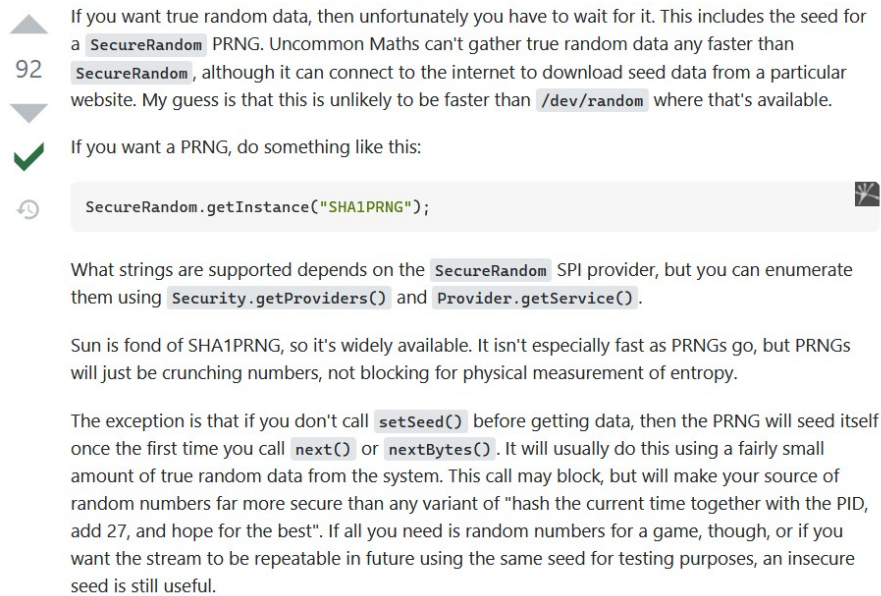 If you want true random data, then unfortunately you have to wait for it. This includes the seed for
a SecureRandom PRNG. Uncommon Maths can't gather true random data any faster than
92
SecureRandom, although it can connect to the internet to download seed data from a particular
website. My guess is that this is unlikely to be faster than /dev/random where that's available.
If you want a PRNG, do something like this:
SecureRandom.getInstance("SHA1PRNG");
What strings are supported depends on the SecureRandom SPI provider, but you can enumerate
them using Security.getProviders() and Provider.getService().
Sun is fond of SHA1PRNG, so it's widely available. It isn't especially fast as PRNGs go, but PRNGs
will just be crunching numbers, not blocking for physical measurement of entropy.
The exception is that if you don't call setSeed() before getting data, then the PRNG will seed itself
once the first time you call next() or nextBytes(). It will usually do this using a fairly small
amount of true random data from the system. This call may block, but will make your source of
random numbers far more secure than any variant of "hash the current time together with the PID,
add 27, and hope for the best". If all you need is random numbers for a game, though, or if you
want the stream to be repeatable in future using the same seed for testing purposes, an insecure
seed is still useful.